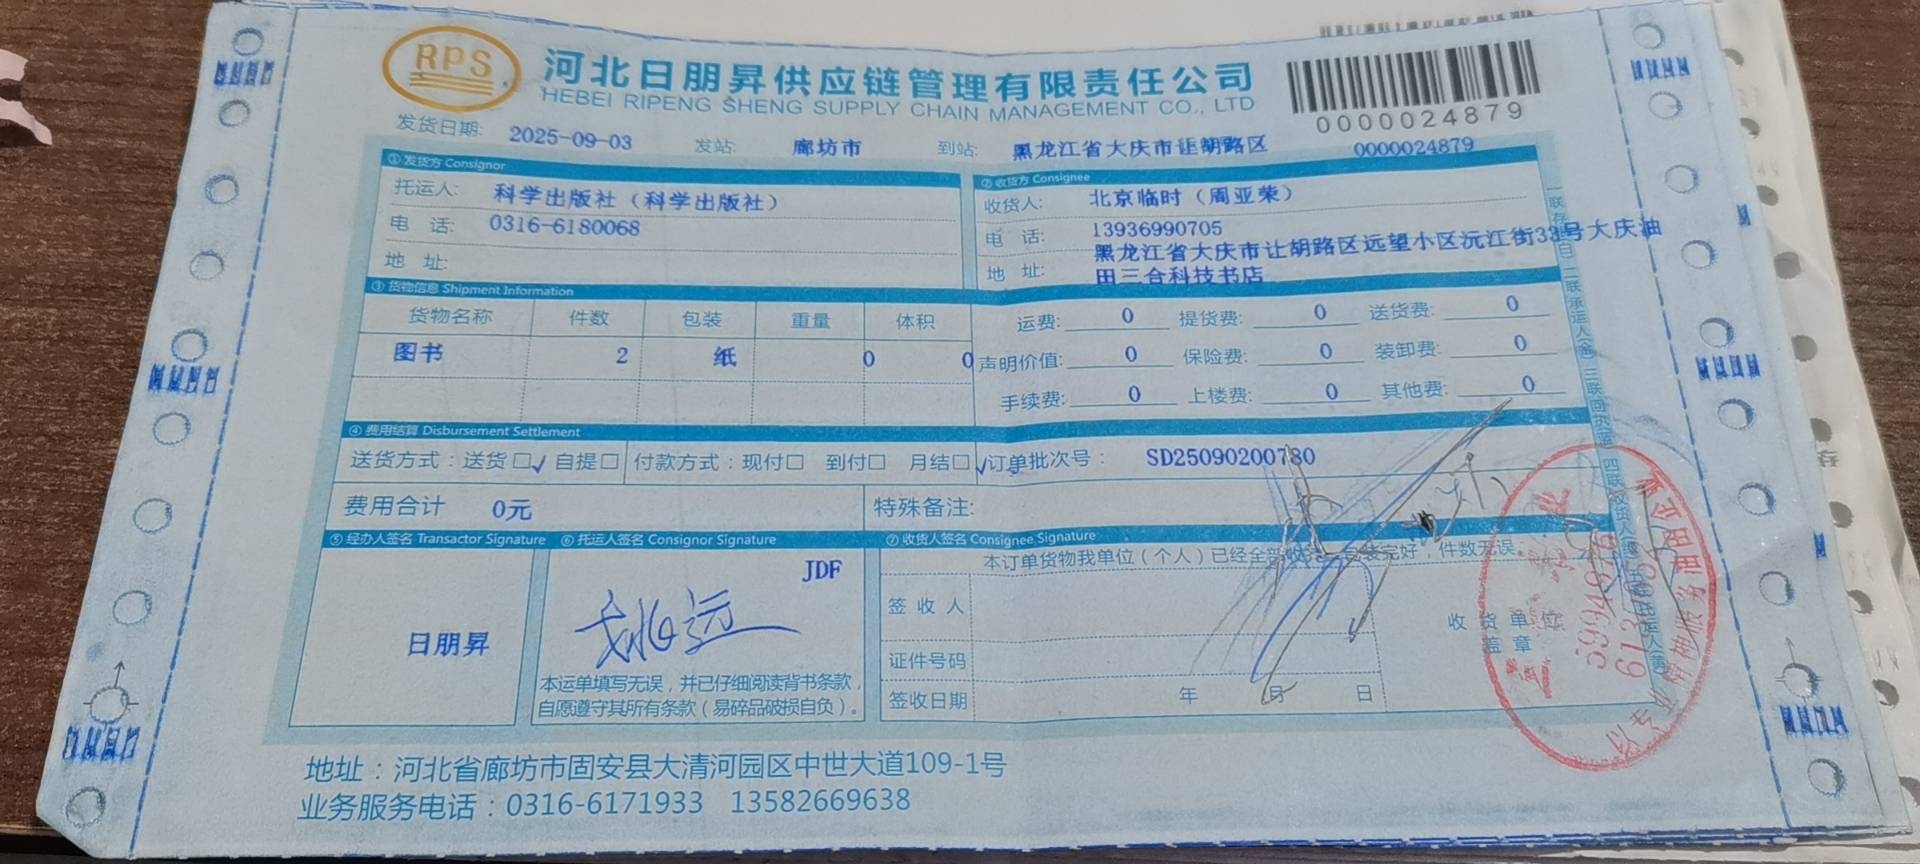 RPS
河北日朋昇供应链管理有限责任公司
HEBEI RIPENG SHENG SUPPLY CHAIN MANAGEMENT CO., LTD
0000024879
发货日期: 2025-09-03 发站: 廊坊市 到站: 黑龙江省大庆市让胡路区 0000024879
①发货方 Consignor ②收货方 Consignee
托运人: 科学出版社（科学出版社） 收货人: 北京临时（周亚荣）
电 话: 0316-6180068 电 话: 13936990705
地 址: 地 址: 黑龙江省大庆市让胡路区远望小区沅江街33号大庆油
田三合科技书店
③货物信息 Shipment Information
货物名称 件数 包装 重量 体积 运费: 0 提货费: 0 送货费: 0
图书 2 纸 0 0 声明价值: 0 保险费: 0 装卸费: 0
手续费: 0 上楼费: 0 其他费: 0
④费用结算 Disbursement Settlement
送货方式：送货□√ 自提□ 付款方式：现付□ 到付□ 月结□√ 订单批次号： SD25090200780
费用合计 0元 特殊备注:
⑤经办人签名 Transactor Signature ⑥托运人签名 Consignor Signature ⑦收货人签名 Consignee Signature
本订单货物我单位（个人）已经全部收 包装完好，件数无误。
JDF
日朋昇
签收人
收货单位
盖章
证件号码
签收日期 年 月 日
本运单填写无误，并已仔细阅读背书条款，
自愿遵守其所有条款（易碎品破损自负）。
5994976
地址：河北省廊坊市固安县大清河园区中世大道109-1号
业务服务电话：0316-6171933 13582669638